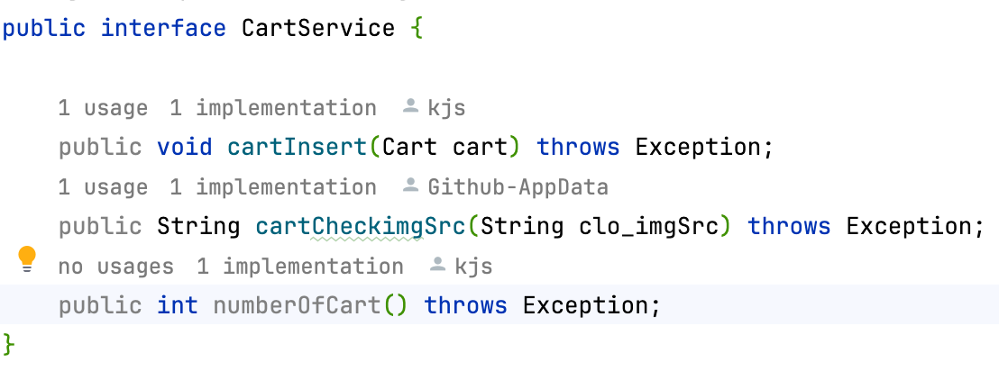 public interface CartService {
1 usage 1 implementation kjs
public void cartInsert(Cart cart) throws Exception;
1 usage 1 implementation Github-AppData
public String cartCheckimgSrc(String clo_imgSrc) throws Exception;
no usages 1 implementation kjs
public int numberOfCart() throws Exception;
}